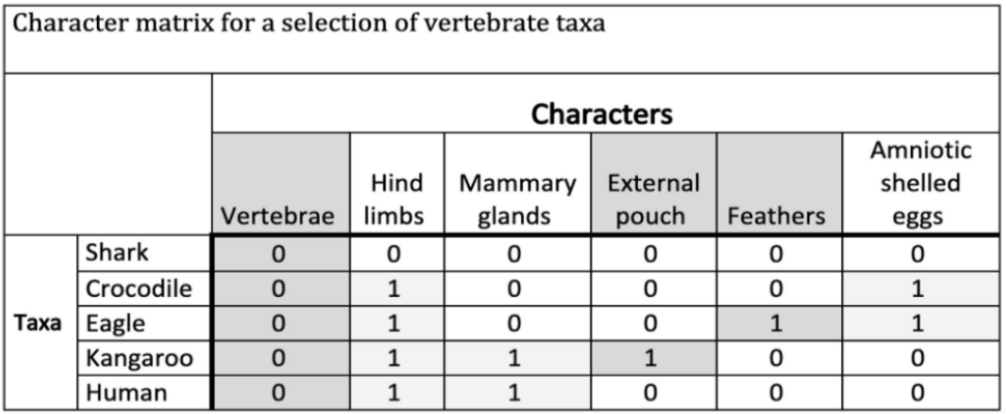 Character matrix for a selection of vertebrate taxa
Characters
Vertebrae Hind limbs Mammary glands External pouch Feathers Amniotic shelled eggs
Taxa
Shark 0 0 0 0 0 0
Crocodile 0 1 0 0 0 1
Eagle 0 1 0 0 1 1
Kangaroo 0 1 1 1 0 0
Human 0 1 1 0 0 0